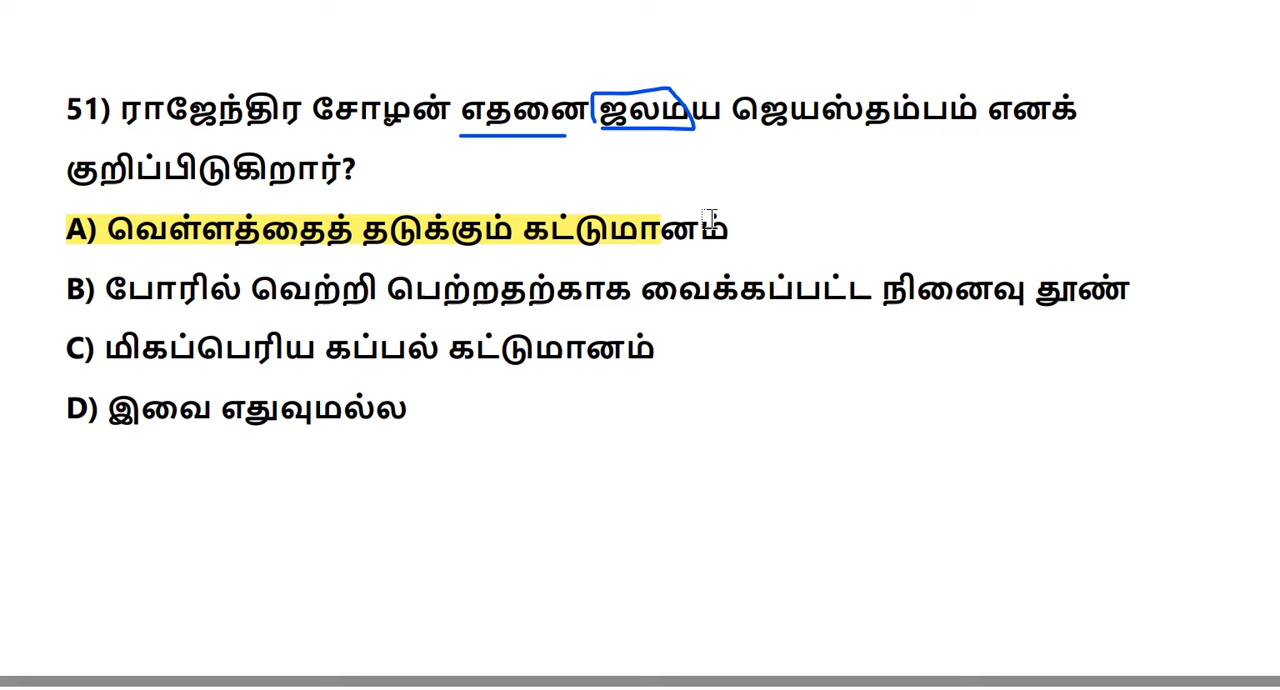 51) ராஜேந்திர சோழன் எதனை ஜலமய ஜெயஸ்தம்பம் எனக்
குறிப்பிடுகிறார்?
A) வெள்ளத்தைத் தடுக்கும் கட்டுமானம்
B) போரில் வெற்றி பெற்றதற்காக வைக்கப்பட்ட நினைவு தூண்
C) மிகப்பெரிய கப்பல் கட்டுமானம்
D) இவை எதுவுமல்ல